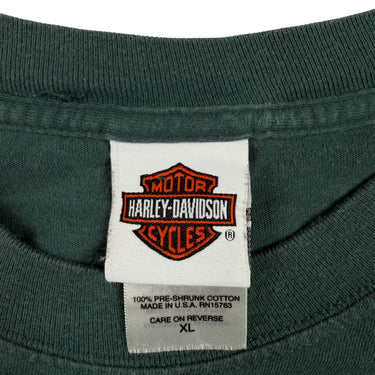 MOTOR
HARLEY-DAVIDSON
CYCLES ®
100% PRE-SHRUNK COTTON
MADE IN U.S.A. RN15763
CARE ON REVERSE
XL